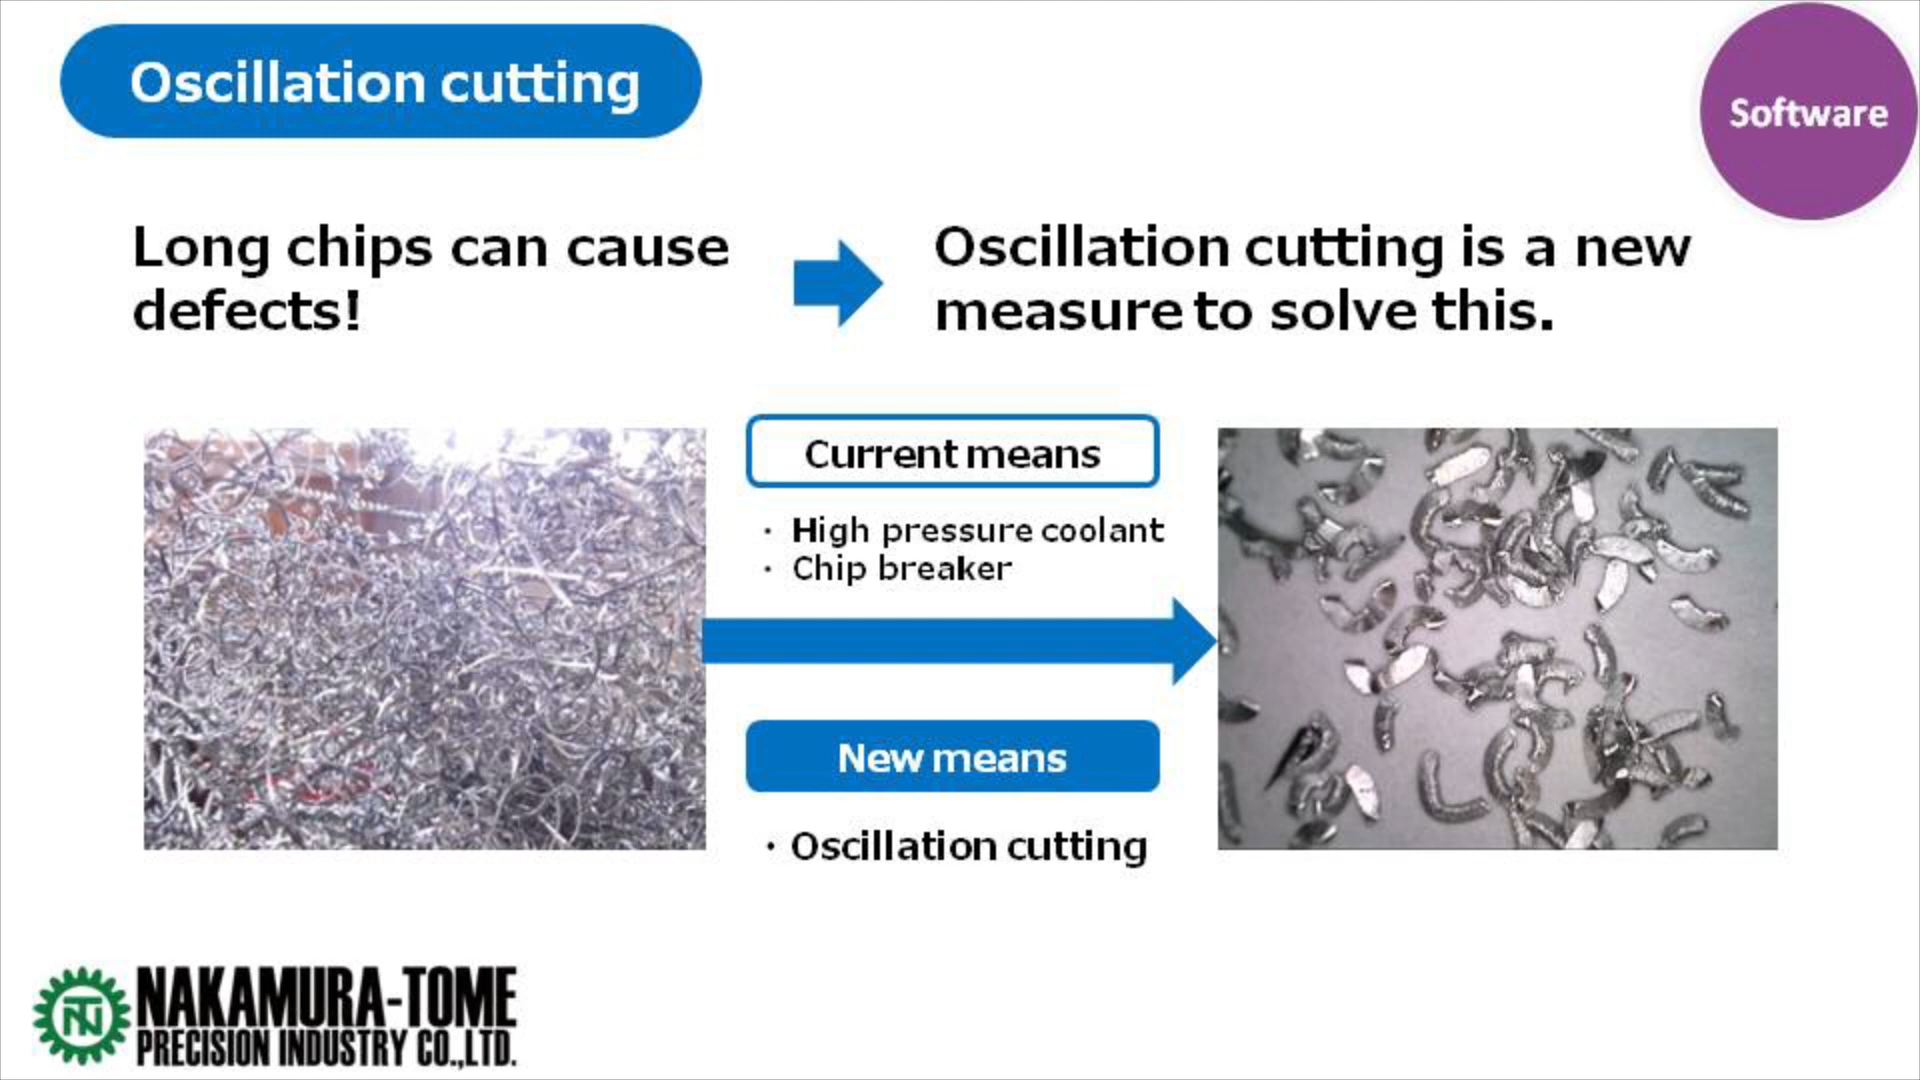 Oscillation cutting
Software
Long chips can cause
defects!
Oscillation cutting is a new
measure to solve this.
Current means
・ High pressure coolant
・ Chip breaker
New means
・ Oscillation cutting
NAKAMURA-TOME
PRECISION INDUSTRY CO.,LTD.